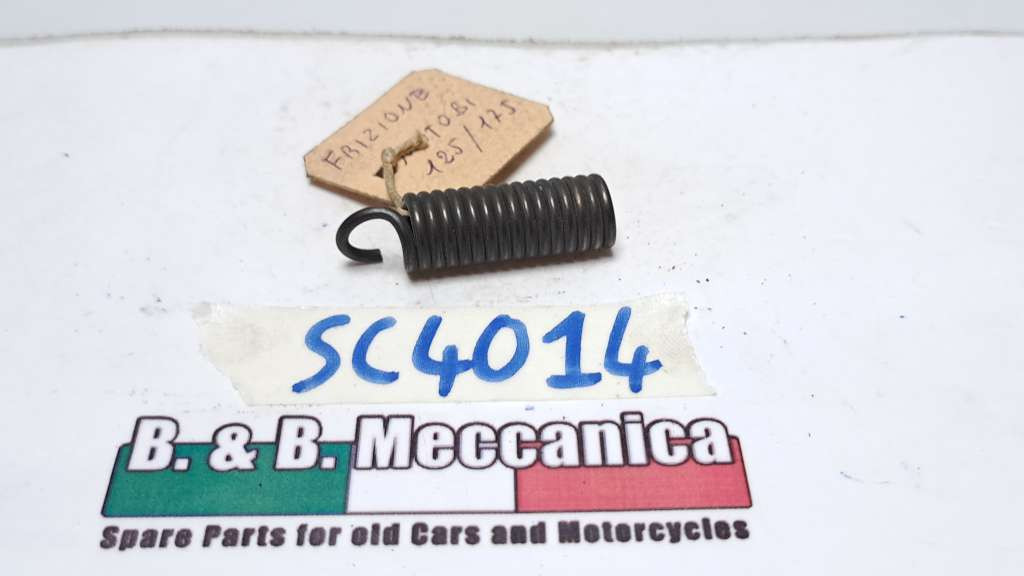 FRIZIONE
125/175
SC4014
B. & B. Meccanica
Spare Parts for old Cars and Motorcycles